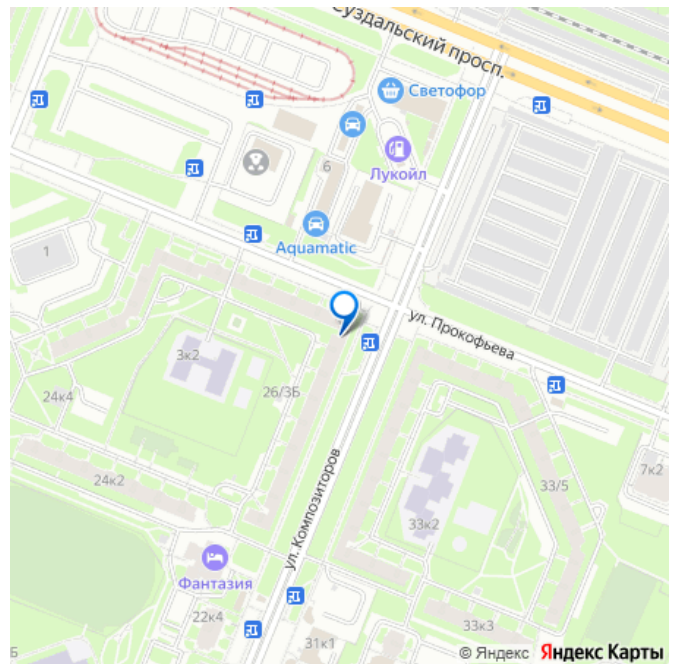 Суздальский просп.
Светофор
Лукойл
6
Aquamatic
1
ул. Прокофьева
3к2
26/3Б
24к4
24к2
7к2
33/5
33к2
ул. Композиторов
Фантазия
22к4
33к3
31к1
Б
© Яндекс Яндекс Карты